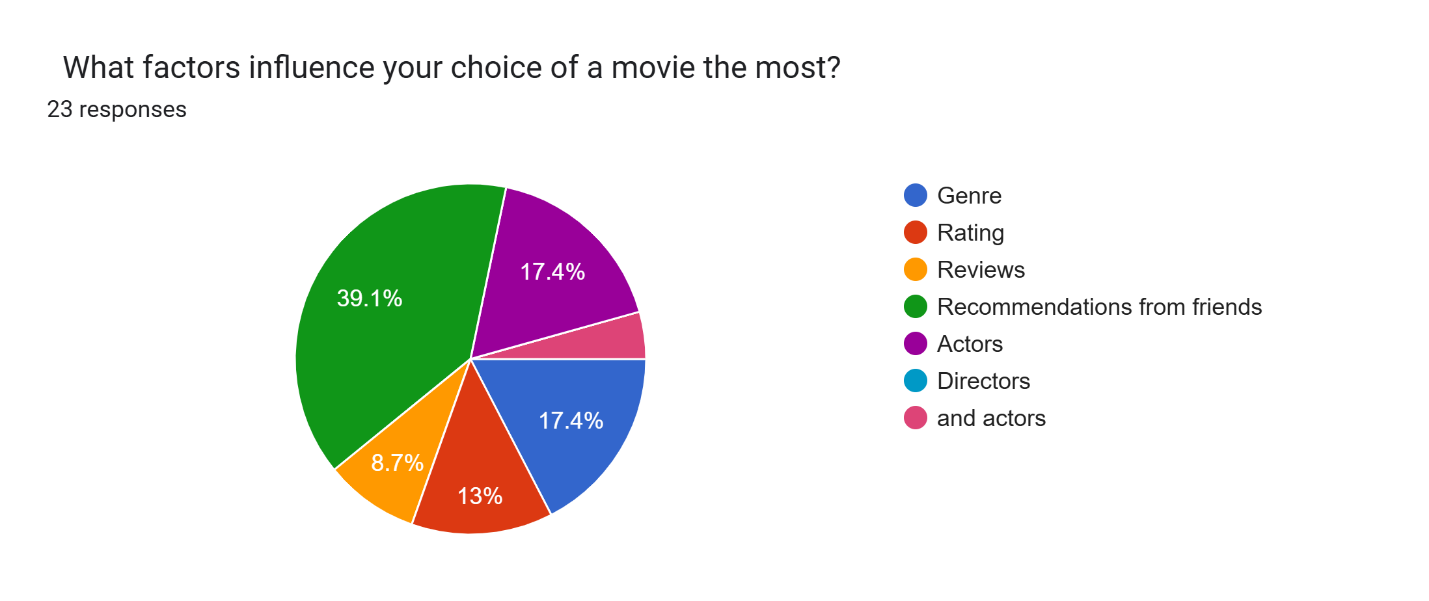 What factors influence your choice of a movie the most?
23 responses
39.1%
17.4%
17.4%
8.7%
13%
Genre
Rating
Reviews
Recommendations from friends
Actors
Directors
and actors